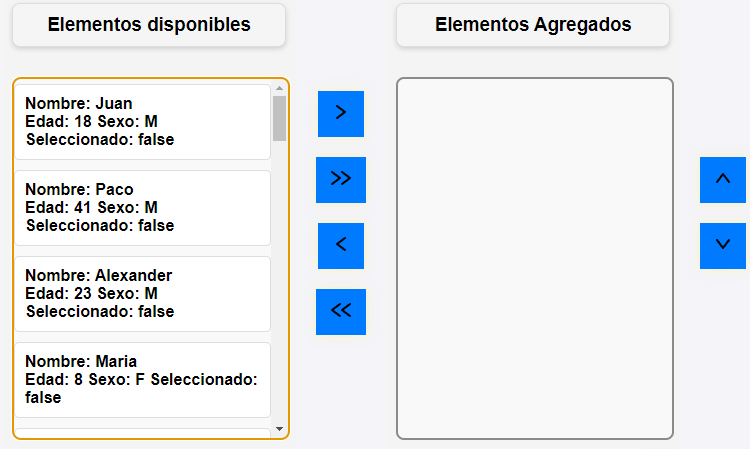 Elementos disponibles
Elementos Agregados
Nombre: Juan
Edad: 18 Sexo: M
Seleccionado: false
Nombre: Paco
Edad: 41 Sexo: M
Seleccionado: false
Nombre: Alexander
Edad: 23 Sexo: M
Seleccionado: false
Nombre: Maria
Edad: 8 Sexo: F Seleccionado:
false
>
>>
<
<<